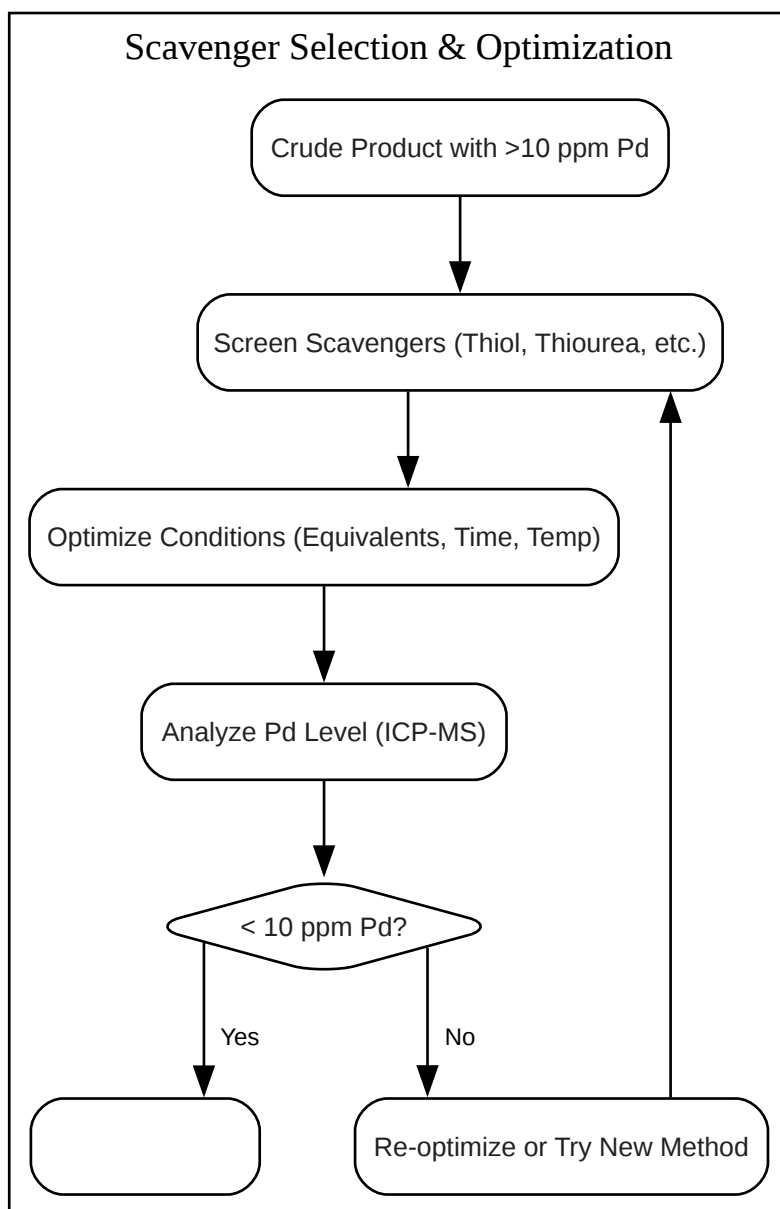 Scavenger Selection & Optimization
Crude Product with >10 ppm Pd
Screen Scavengers (Thiol, Thiourea, etc.)
Optimize Conditions (Equivalents, Time, Temp)
Analyze Pd Level (ICP-MS)
< 10 ppm Pd?
Yes
No
Re-optimize or Try New Method